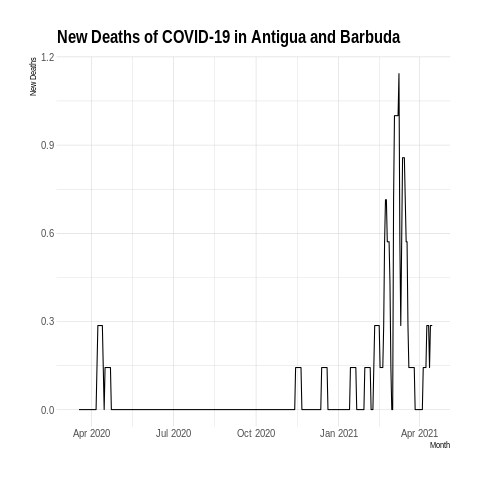 New Deaths of COVID-19 in Antigua and Barbuda
New Deaths
1.2
0.9
0.6
0.3
0.0
Apr 2020 Jul 2020 Oct 2020 Jan 2021 Apr 2021
Month